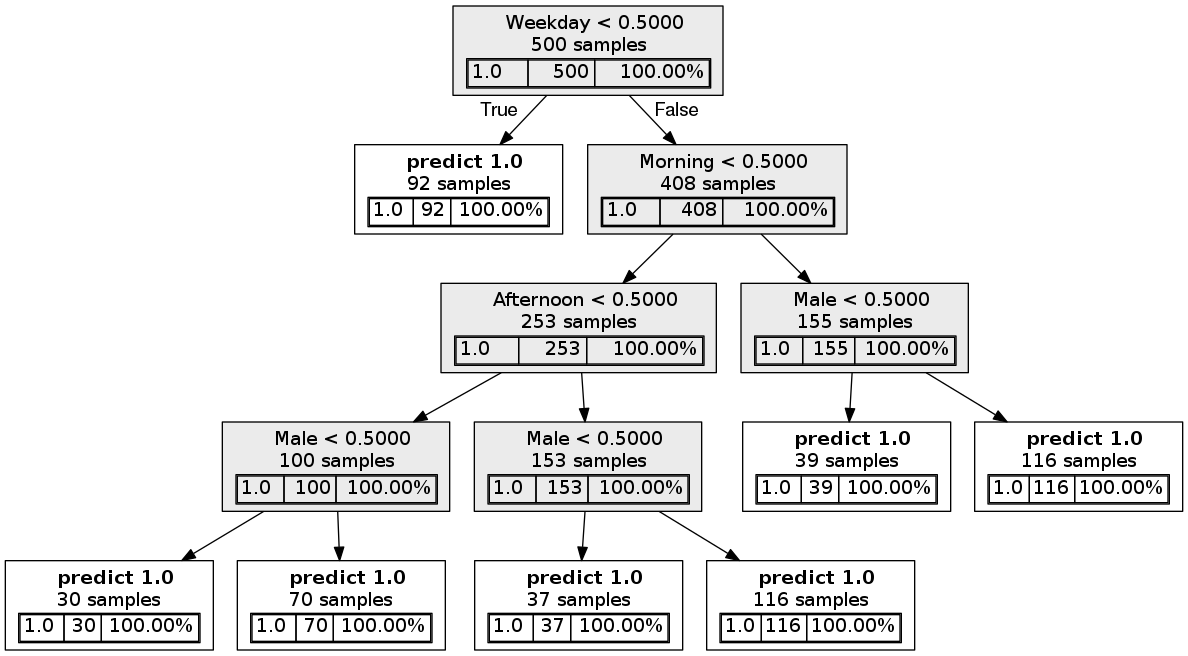 Weekday < 0.5000
500 samples
1.0 500 100.00%
True False
predict 1.0
92 samples
1.0 92 100.00%
Morning < 0.5000
408 samples
1.0 408 100.00%
Afternoon < 0.5000
253 samples
1.0 253 100.00%
Male < 0.5000
155 samples
1.0 155 100.00%
Male < 0.5000
100 samples
1.0 100 100.00%
Male < 0.5000
153 samples
1.0 153 100.00%
predict 1.0
39 samples
1.0 39 100.00%
predict 1.0
116 samples
1.0 116 100.00%
predict 1.0
30 samples
1.0 30 100.00%
predict 1.0
70 samples
1.0 70 100.00%
predict 1.0
37 samples
1.0 37 100.00%
predict 1.0
116 samples
1.0 116 100.00%